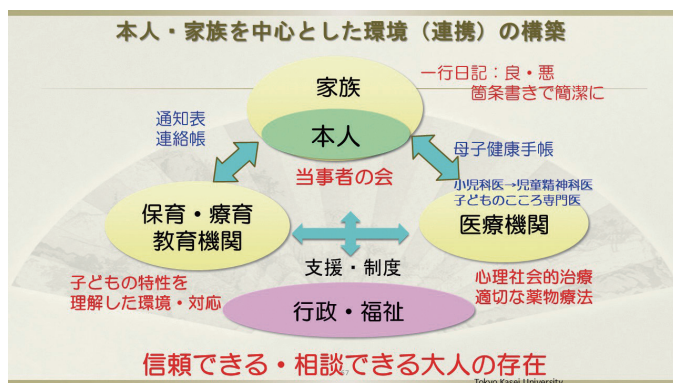 本人・家族を中心とした環境（連携）の構築
一行日記：良・悪
箇条書きで簡潔に
家族
本人
通知表
連絡帳
母子健康手帳
当事者の会
小児科医→児童精神科医
子どものこころ専門医
保育・療育
教育機関
医療機関
支援・制度
子どもの特性を
理解した環境・対応
心理社会的治療
適切な薬物療法
行政・福祉
信頼できる・相談できる大人の存在
Tokyo Kasei University